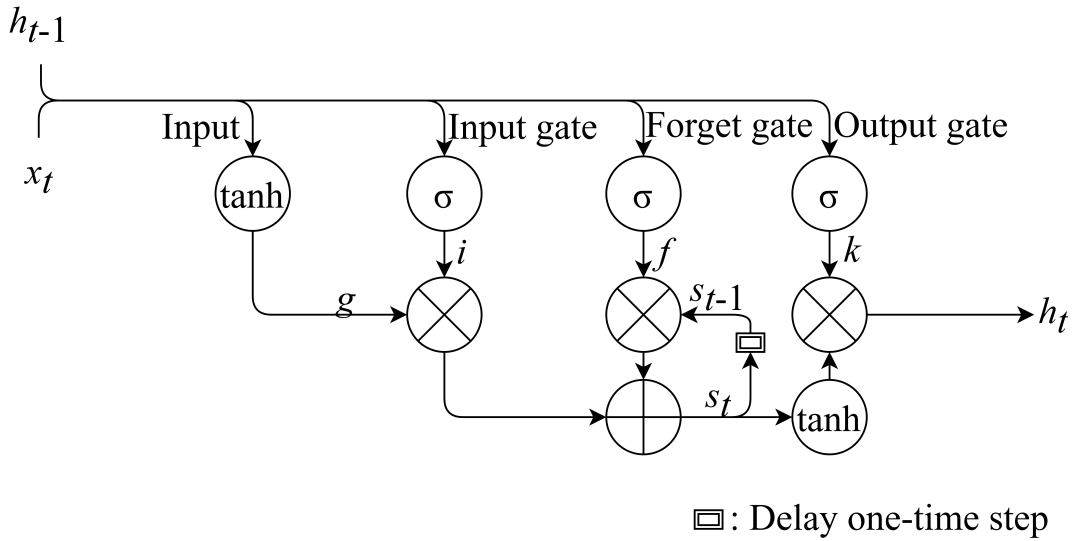 h_{t-1}
Input
Input gate
Forget gate
Output gate
x_t
tanh
σ
σ
σ
i
f
k
g
s_{t-1}
h_t
s_t
tanh
: Delay one-time step